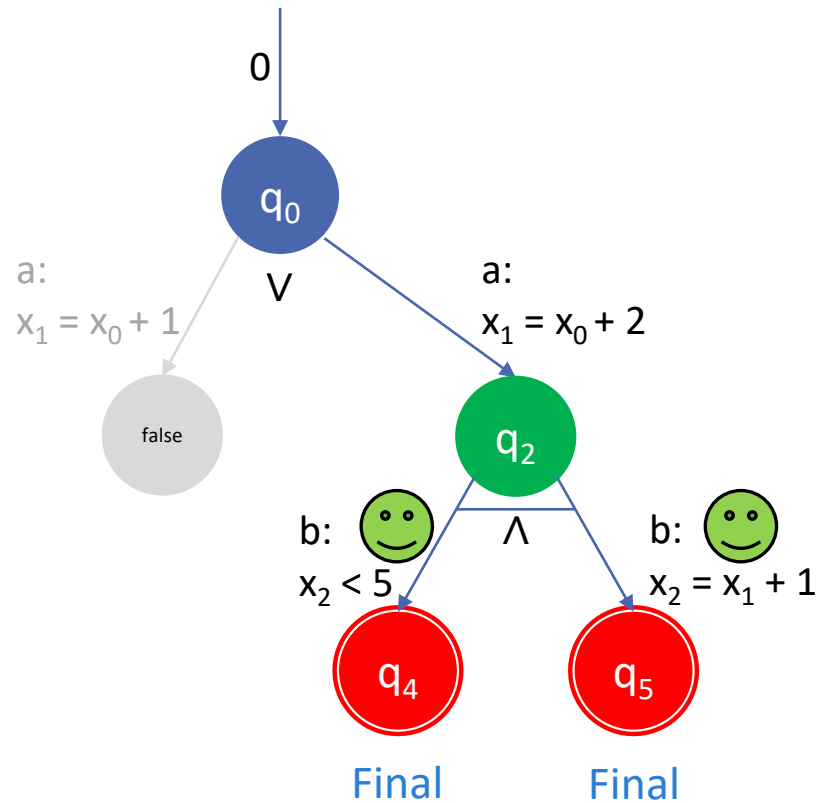 0
q₀
V
a:
x₁ = x₀ + 1
a:
x₁ = x₀ + 2
false
q₂
Λ
b:
x₂ < 5
b:
x₂ = x₁ + 1
q₄
q₅
Final
Final